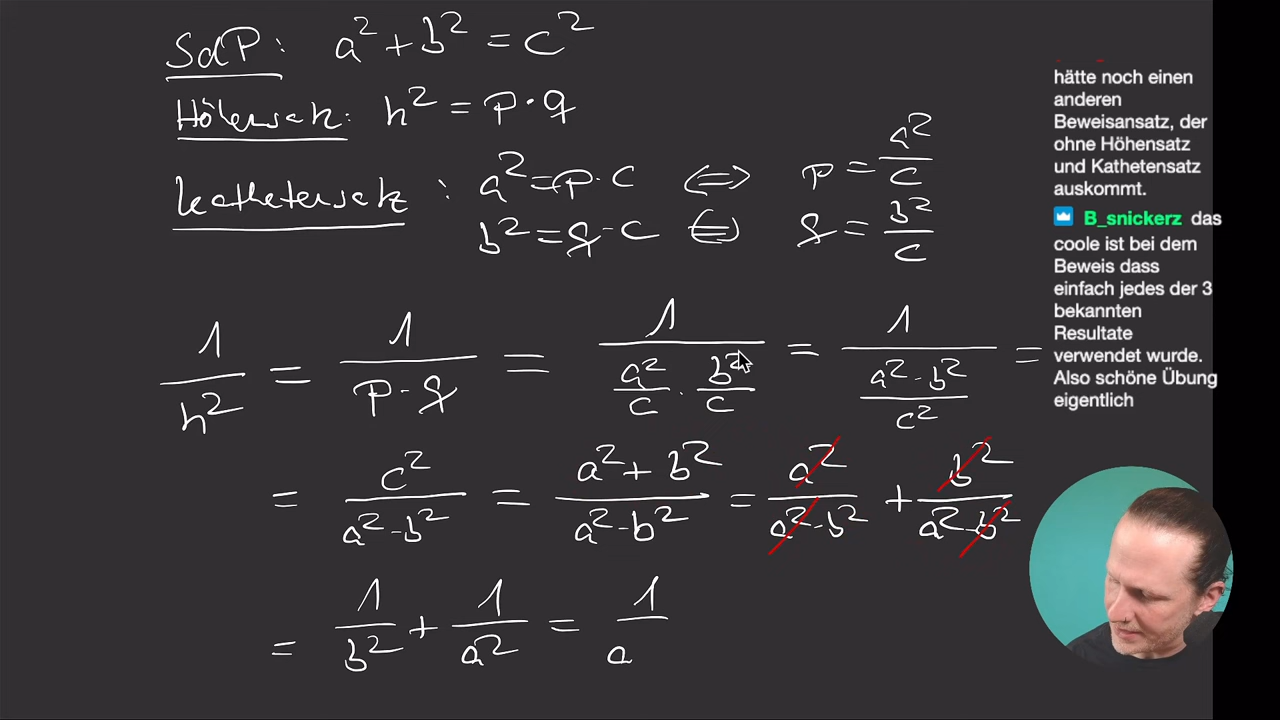 SdP: a² + b² = c²
Höhensatz: h² = p · q
Kathetensatz: a² = p · c ⟺ p = a²/c
b² = q · c ⟺ q = b²/c
1/h² = 1/(p · q) = 1/(a²/c · b²/c) = 1/((a² · b²)/c²) =
= c²/(a² · b²) = (a² + b²)/(a² · b²) = a²/(a² · b²) + b²/(a² · b²)
= 1/b² + 1/a² = 1/a
hätte noch einen
anderen
Beweisansatz, der
ohne Höhensatz
und Kathetensatz
auskommt.
B_snickerz das
coole ist bei dem
Beweis dass
einfach jedes der 3
bekannten
Resultate
verwendet wurde.
Also schöne Übung
eigentlich